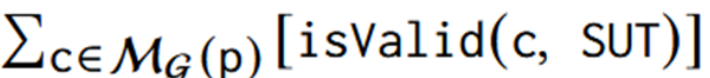 ∑c∈𝓜𝒢(p)[isValid(c, SUT)]